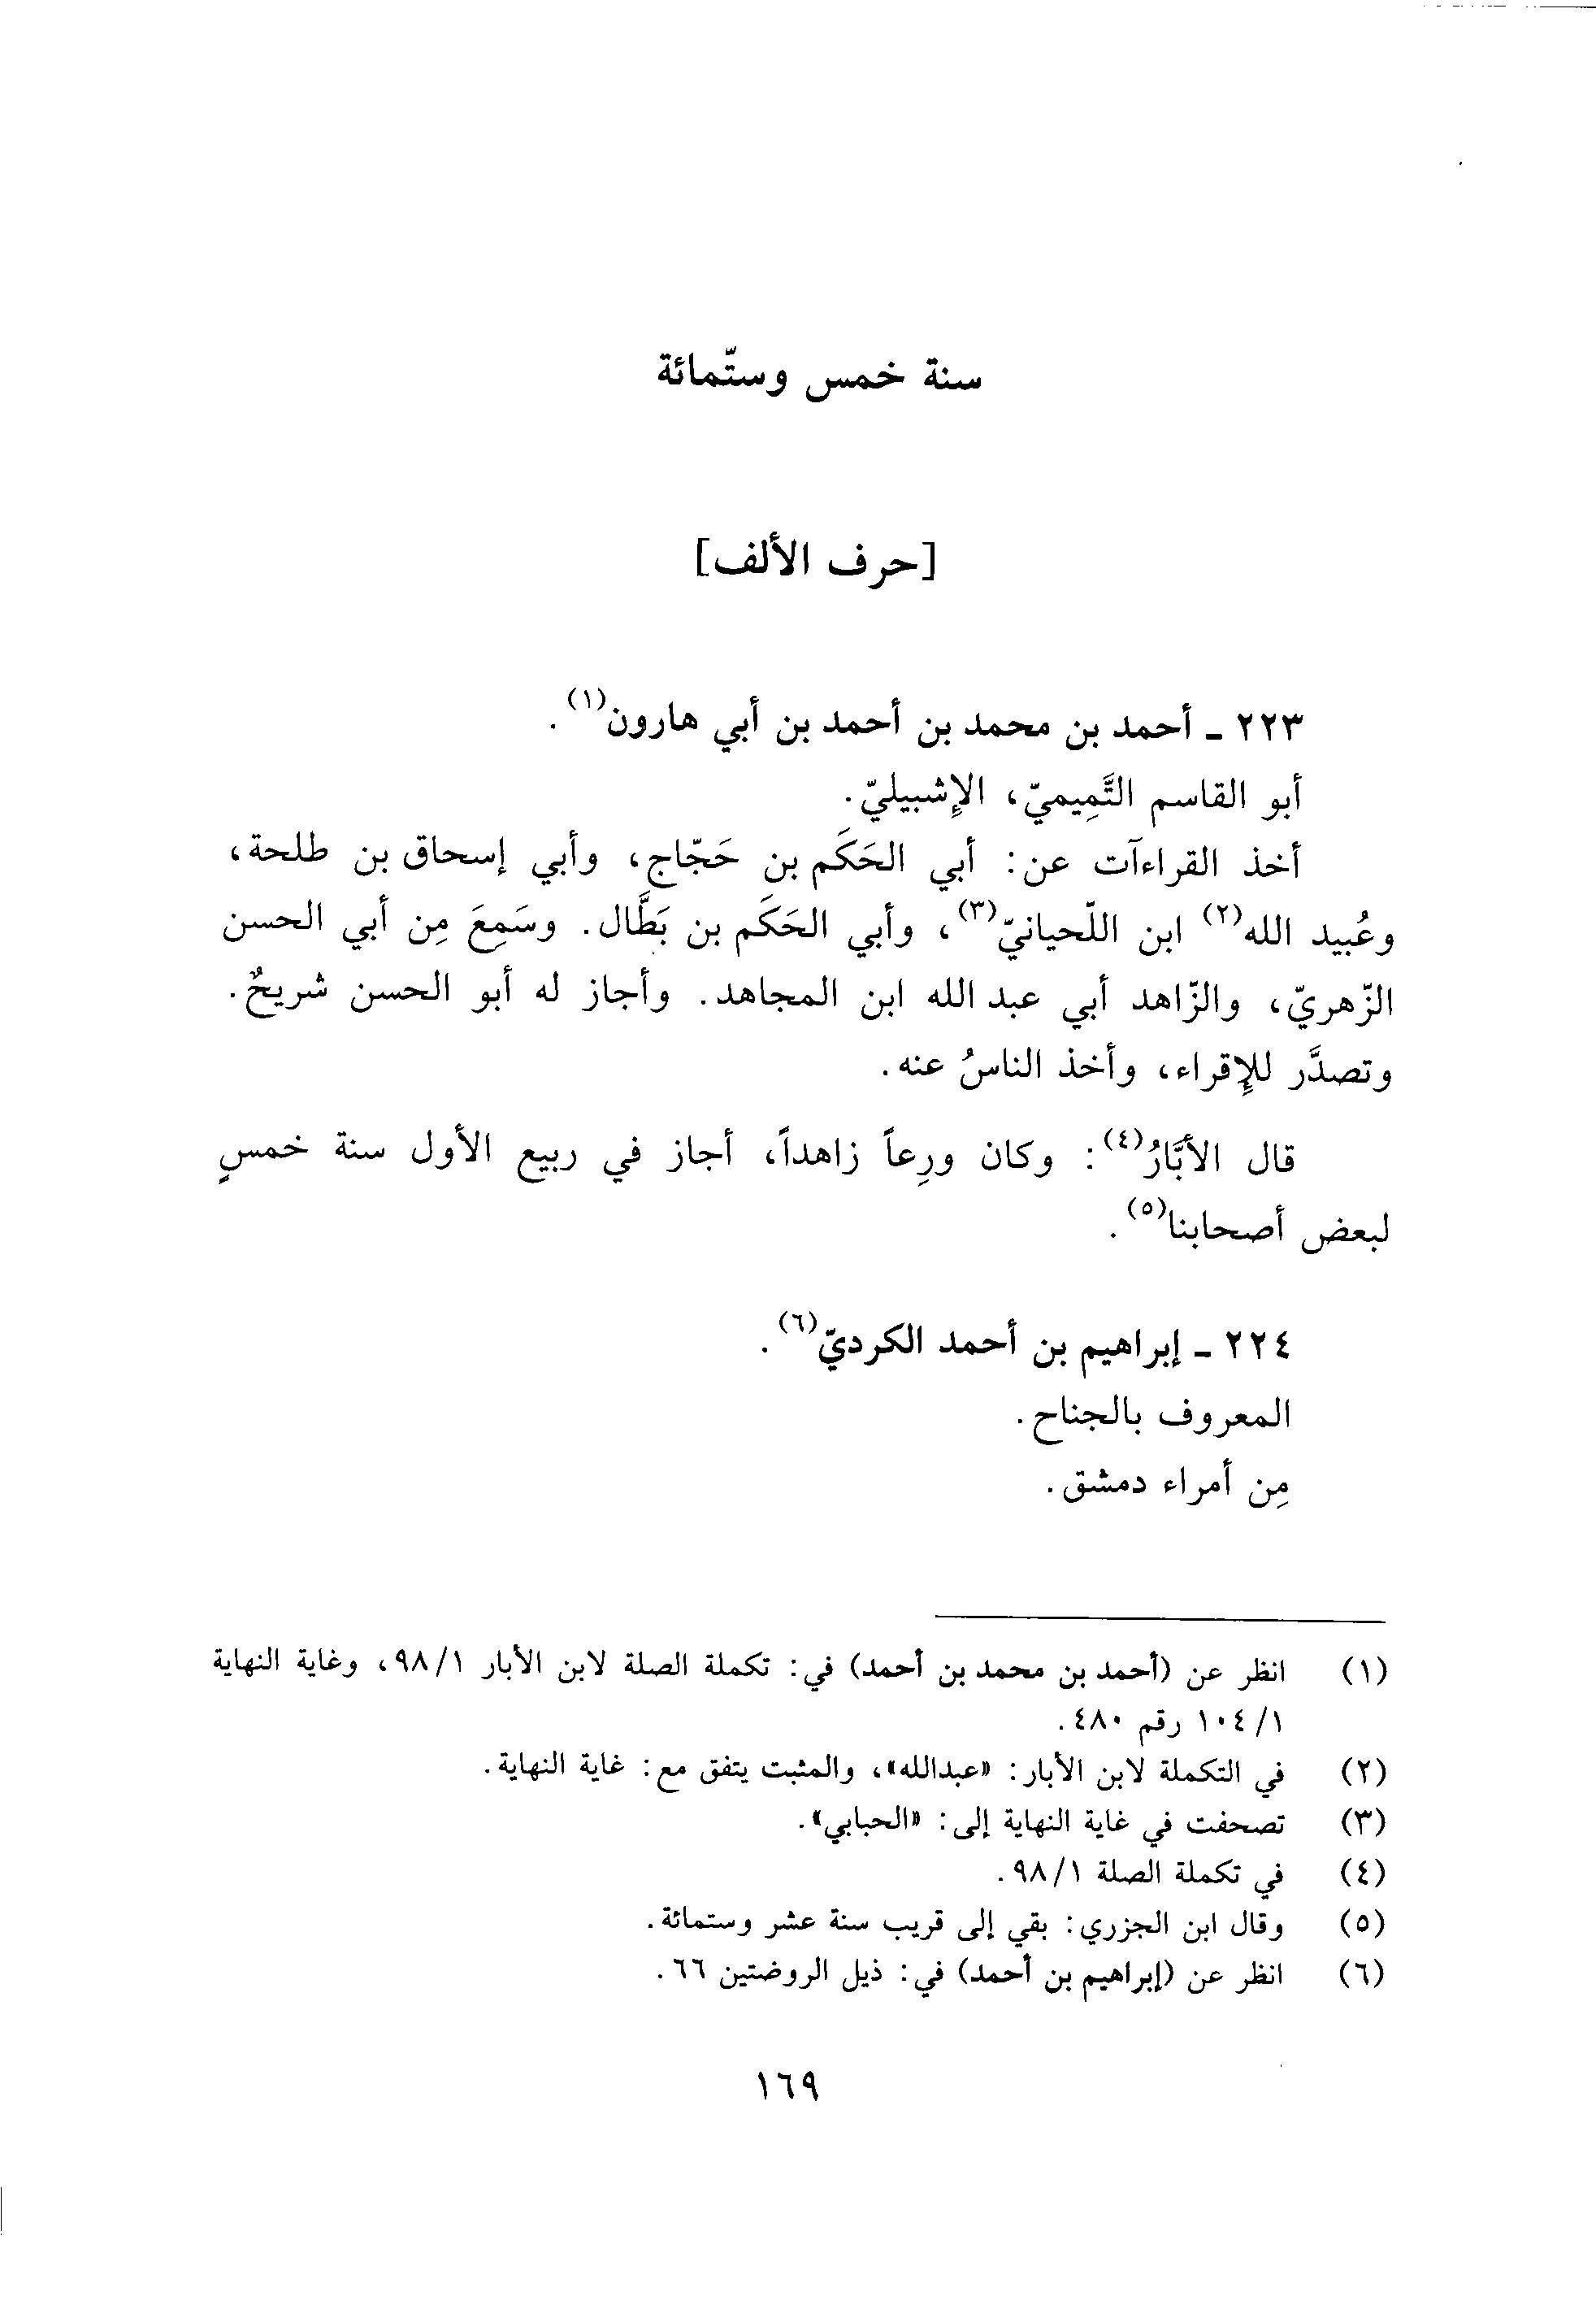 سنة خمس وستّمائة
[حرف الألف]
٢٢٣ ـ أحمد بن محمد بن أحمد بن أبي هارون(١).
أبو القاسم التَّمِيميّ، الإِشبيليّ.
أخذ القراءآت عن: أبي الحَكَم بن حَجّاج، وأبي إسحاق بن طلحة،
وعُبيد الله(٢) ابن اللّحيانيّ(٣)، وأبي الحَكَم بن بَطَّال. وسَمِعَ مِن أبي الحسن
الزّهريّ، والزّاهد أبي عبد الله ابن المجاهد. وأجاز له أبو الحسن شريحٌ.
وتصدَّر للإِقراء، وأخذ الناسُ عنه.
قال الأبَّارُ(٤): وكان ورِعاً زاهداً، أجاز في ربيع الأول سنة خمسٍ
لبعض أصحابنا(٥).
٢٢٤ ـ إبراهيم بن أحمد الكرديّ(٦).
المعروف بالجناح.
مِن أمراء دمشق.
(١) انظر عن (أحمد بن محمد بن أحمد) في: تكملة الصلة لابن الأبار ٩٨/١، وغاية النهاية
١٠٤/١ رقم ٤٨٠.
(٢) في التكملة لابن الأبار: «عبدالله»، والمثبت يتفق مع: غاية النهاية.
(٣) تصحفت في غاية النهاية إلى: «الحبابي».
(٤) في تكملة الصلة ٩٨/١.
(٥) وقال ابن الجزري: بقي إلى قريب سنة عشر وستمائة.
(٦) انظر عن (إبراهيم بن أحمد) في: ذيل الروضتين ٦٦.
١٦٩